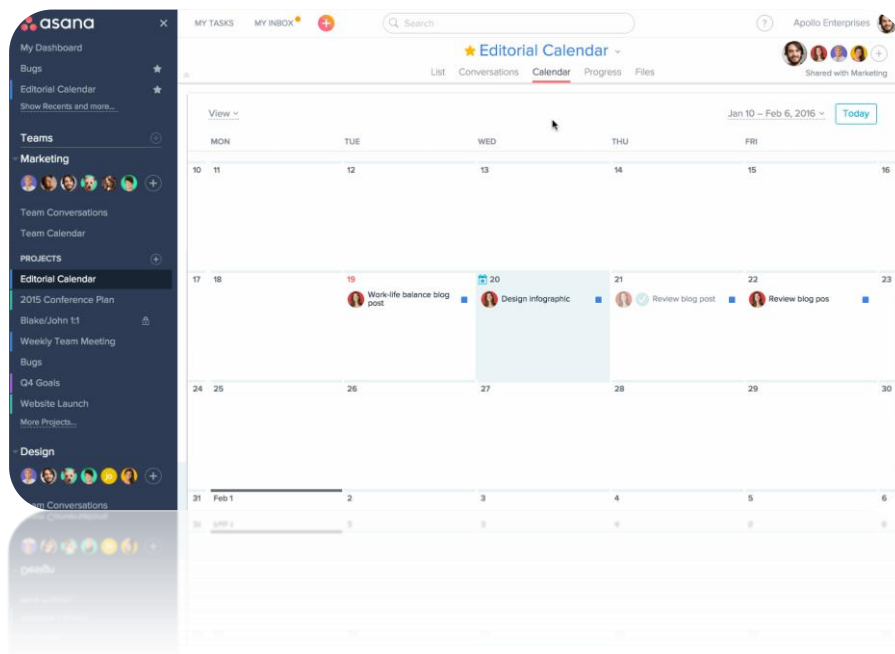 asana
×
My Dashboard
Bugs
Editorial Calendar
Show Recents and more...
Teams
Marketing
Team Conversations
Team Calendar
PROJECTS
Editorial Calendar
2015 Conference Plan
Blake/John 1:1
Weekly Team Meeting
Bugs
Q4 Goals
Website Launch
More Projects...
Design
jo
Team Conversations
MY TASKS MY INBOX
Search
? Apollo Enterprises
Editorial Calendar
List Conversations Calendar Progress Files
Shared with Marketing
View
Jan 10 – Feb 6, 2016
Today
MON TUE WED THU FRI
10 11 12 13 14 15 16
17 18 19 20 21 22 23
Work-life balance blog
post
Design infographic
Review blog post
Review blog pos
24 25 26 27 28 29 30
31 Feb 1 2 3 4 5 6